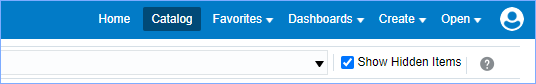 Home Catalog Favorites Dashboards Create Open
Show Hidden Items ?